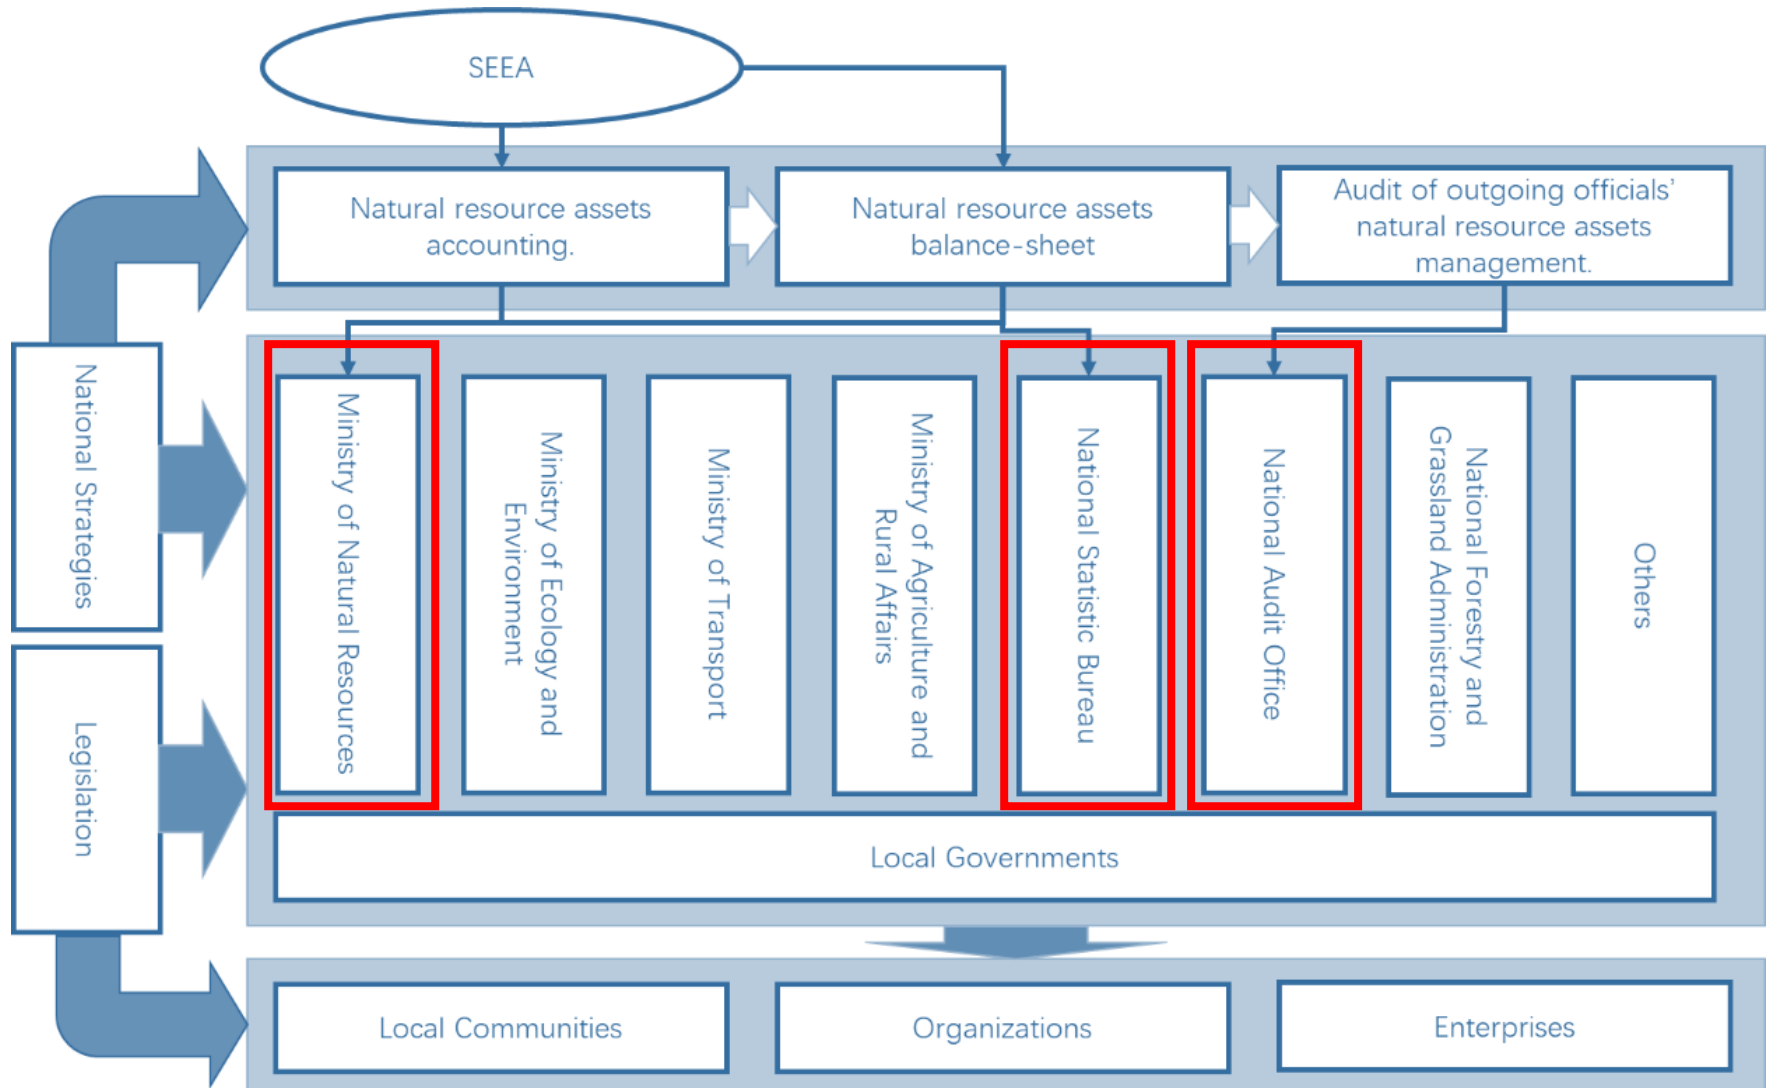 SEEA
Natural resource assets
accounting.
Natural resource assets
balance-sheet
Audit of outgoing officials’
natural resource assets
management.
National Strategies
Legislation
Ministry of Natural Resources
Ministry of Ecology and
Environment
Ministry of Transport
Ministry of Agriculture and
Rural Affairs
National Statistic Bureau
National Audit Office
National Forestry and
Grassland Administration
Others
Local Governments
Local Communities
Organizations
Enterprises